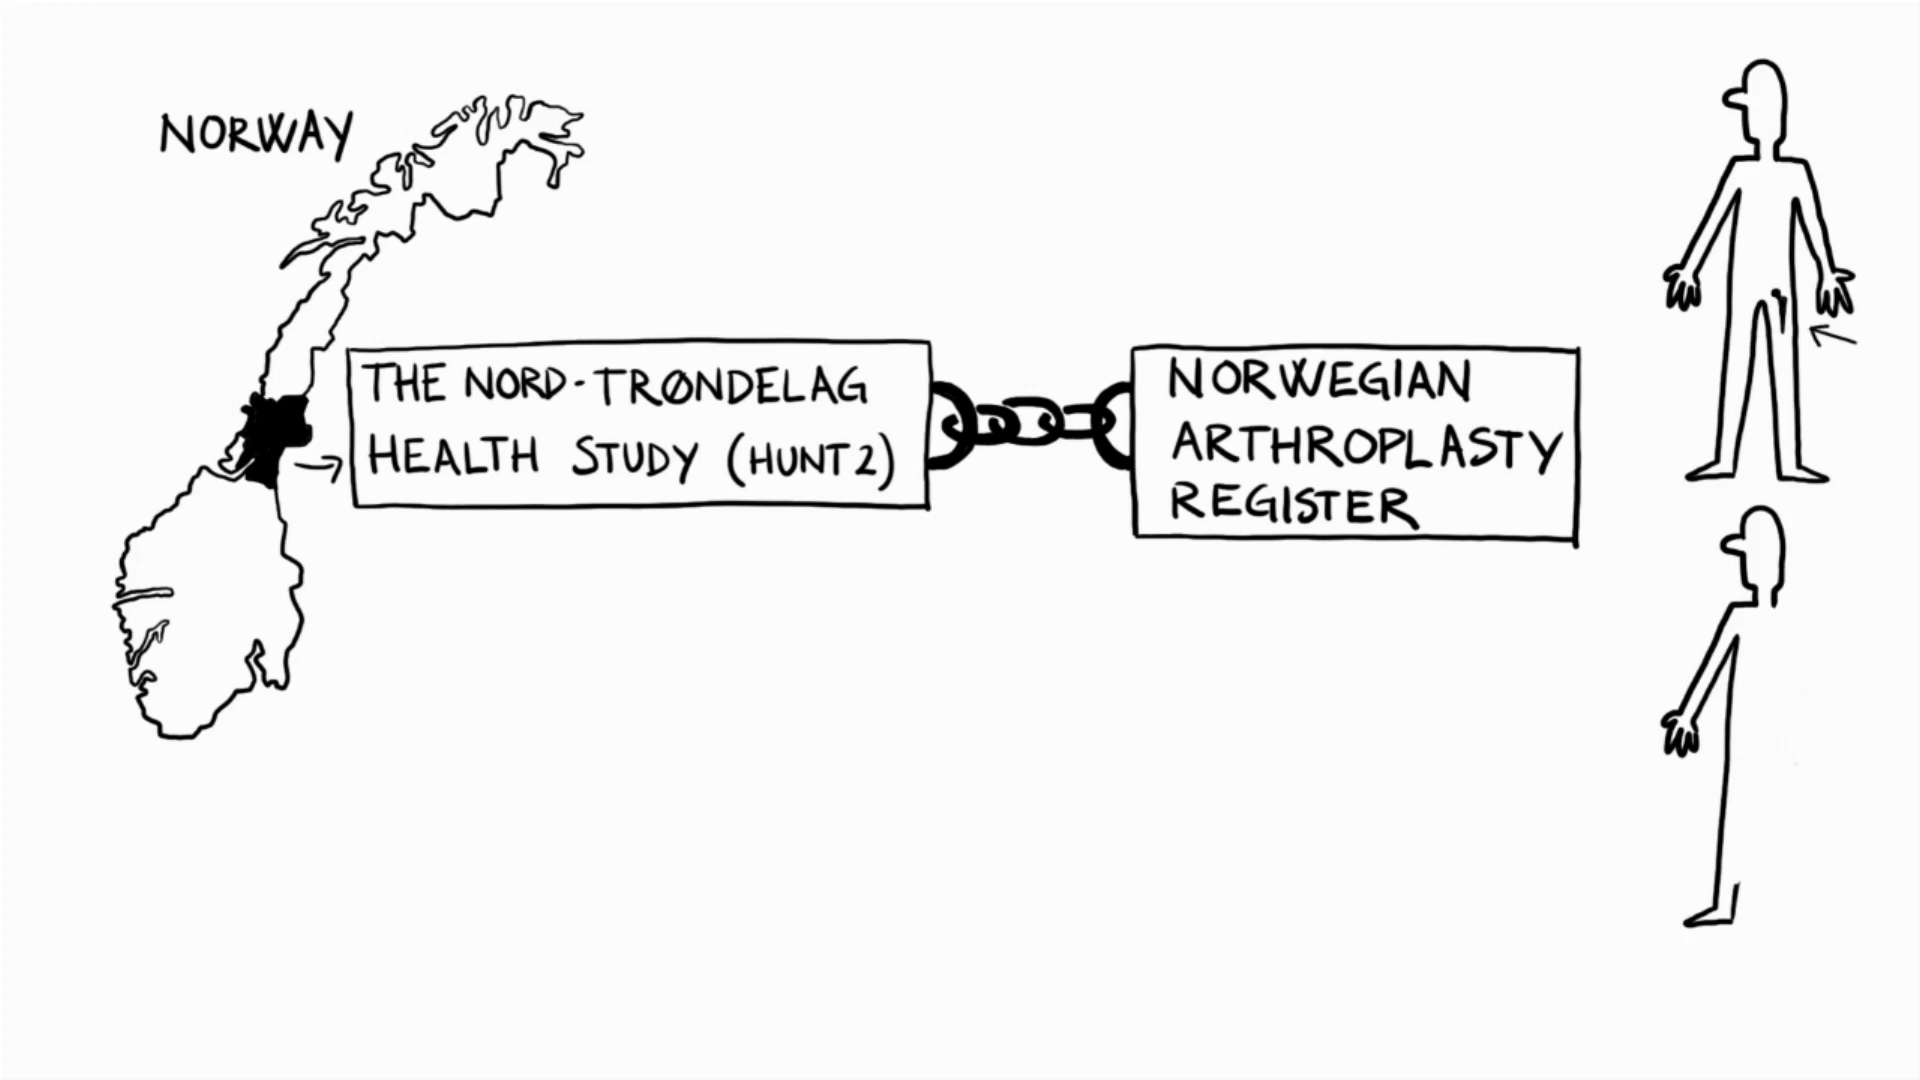 NORWAY
THE NORD-TRØNDELAG
HEALTH STUDY (HUNT2)
NORWEGIAN
ARTHROPLASTY
REGISTER